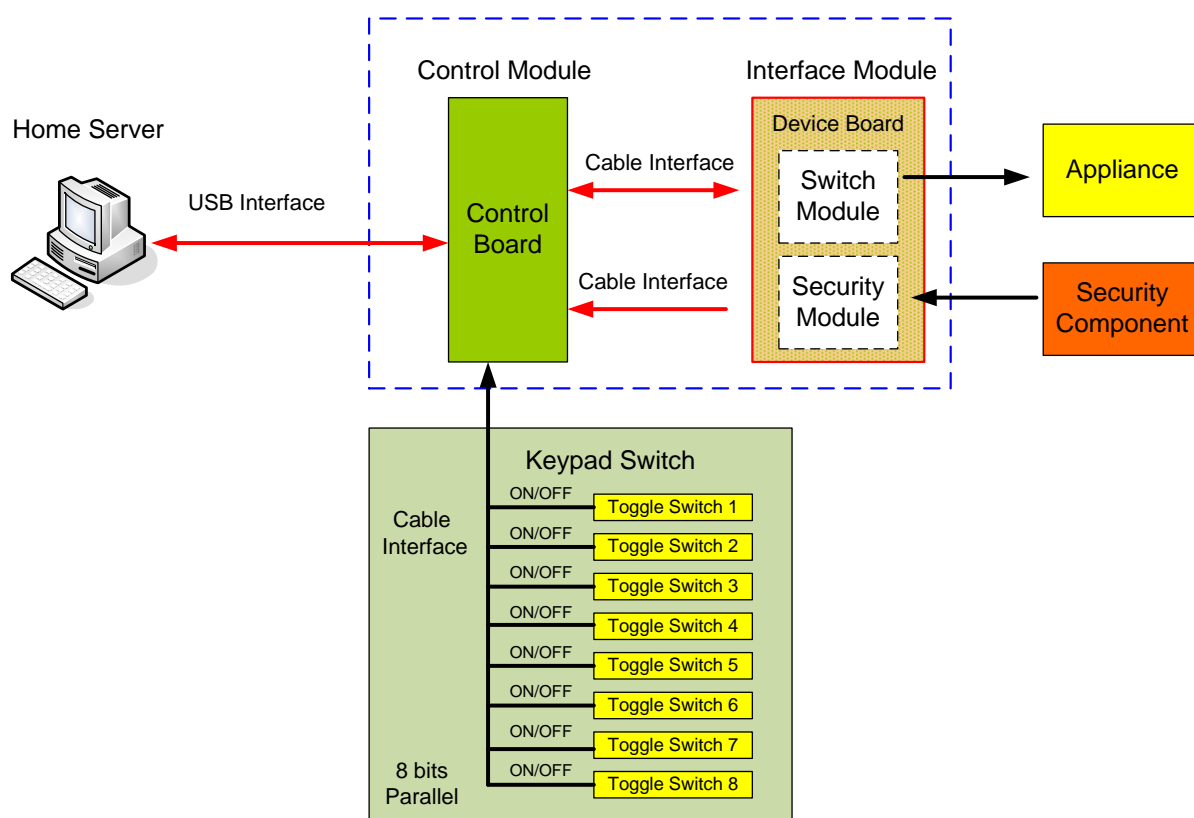 Control Module
Interface Module
Home Server
Device Board
Cable Interface
Switch
Module
Appliance
USB Interface
Control
Board
Cable Interface
Security
Module
Security
Component
Keypad Switch
Cable
Interface
ON/OFF
Toggle Switch 1
ON/OFF
Toggle Switch 2
ON/OFF
Toggle Switch 3
ON/OFF
Toggle Switch 4
ON/OFF
Toggle Switch 5
ON/OFF
Toggle Switch 6
ON/OFF
Toggle Switch 7
ON/OFF
Toggle Switch 8
8 bits
Parallel